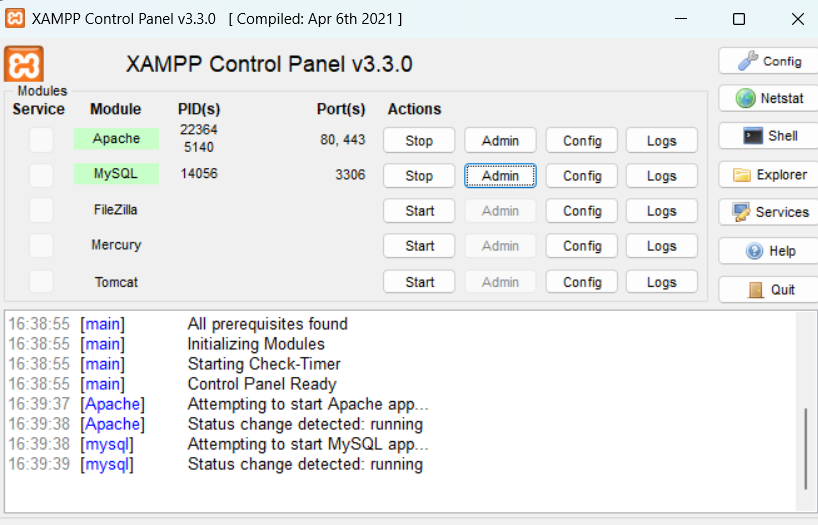 XAMPP Control Panel v3.3.0 [ Compiled: Apr 6th 2021 ]
XAMPP Control Panel v3.3.0
Config
Modules
Service Module PID(s) Port(s) Actions
Netstat
Apache 22364 5140 80, 443 Stop Admin Config Logs
Shell
MySQL 14056 3306 Stop Admin Config Logs
Explorer
FileZilla Start Admin Config Logs
Services
Mercury Start Admin Config Logs
Help
Tomcat Start Admin Config Logs
Quit
16:38:55 [main] All prerequisites found
16:38:55 [main] Initializing Modules
16:38:55 [main] Starting Check-Timer
16:38:55 [main] Control Panel Ready
16:39:37 [Apache] Attempting to start Apache app...
16:39:38 [Apache] Status change detected: running
16:39:38 [mysql] Attempting to start MySQL app...
16:39:39 [mysql] Status change detected: running